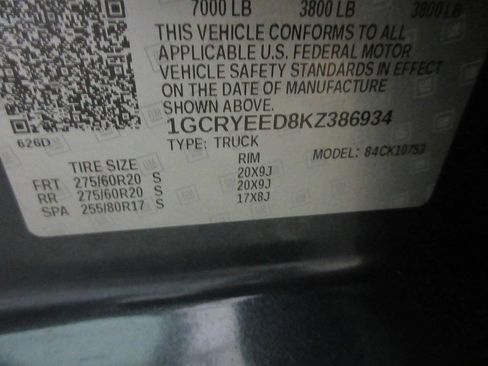 7000 LB 3800 LB 3800 LB
THIS VEHICLE CONFORMS TO ALL
APPLICABLE U.S. FEDERAL MOTOR
VEHICLE SAFETY STANDARDS IN EFFECT
ON THE DATE OF MANUFACTURE
SHOWN ABOVE.
626D
1GCRYEED8KZ386934
TYPE: TRUCK MODEL: 84CK10753
TIRE SIZE RIM
FRT 275/60R20 S 20X9J
RR 275/60R20 S 20X9J
SPA 255/80R17 S 17X8J